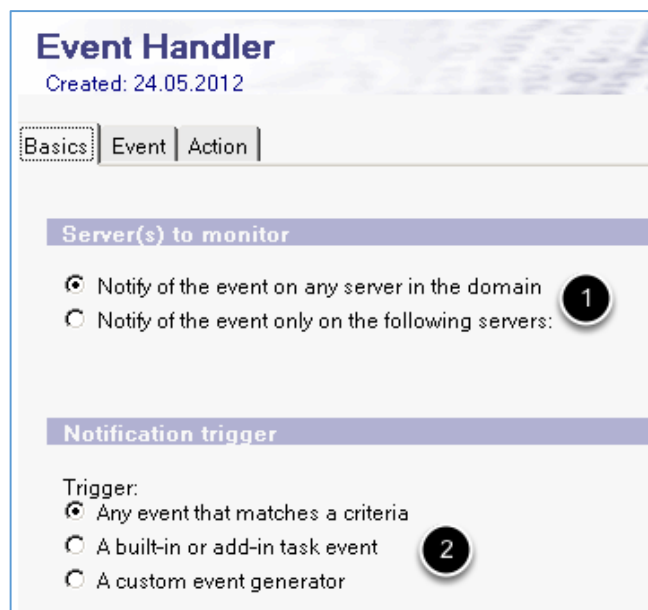 Event Handler
Created: 24.05.2012
Basics Event Action
Server(s) to monitor
Notify of the event on any server in the domain
1
Notify of the event only on the following servers:
Notification trigger
Trigger:
Any event that matches a criteria
A built-in or add-in task event
2
A custom event generator